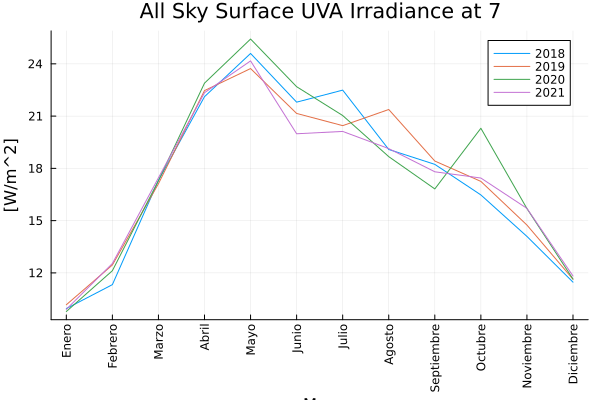 All Sky Surface UVA Irradiance at 7
[W/m^2]
24
21
18
15
12
2018
2019
2020
2021
Enero
Febrero
Marzo
Abril
Mayo
Junio
Julio
Agosto
Septiembre
Octubre
Noviembre
Diciembre